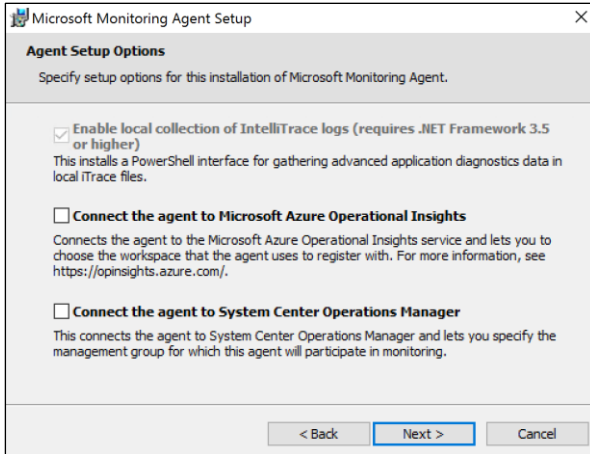 Microsoft Monitoring Agent Setup
Agent Setup Options
Specify setup options for this installation of Microsoft Monitoring Agent.
Enable local collection of IntelliTrace logs (requires .NET Framework 3.5
or higher)
This installs a PowerShell interface for gathering advanced application diagnostics data in
local iTrace files.
Connect the agent to Microsoft Azure Operational Insights
Connects the agent to the Microsoft Azure Operational Insights service and lets you to
choose the workspace that the agent uses to register with. For more information, see
https://opinsights.azure.com/.
Connect the agent to System Center Operations Manager
This connects the agent to System Center Operations Manager and lets you specify the
management group for which this agent will participate in monitoring.
< Back Next > Cancel